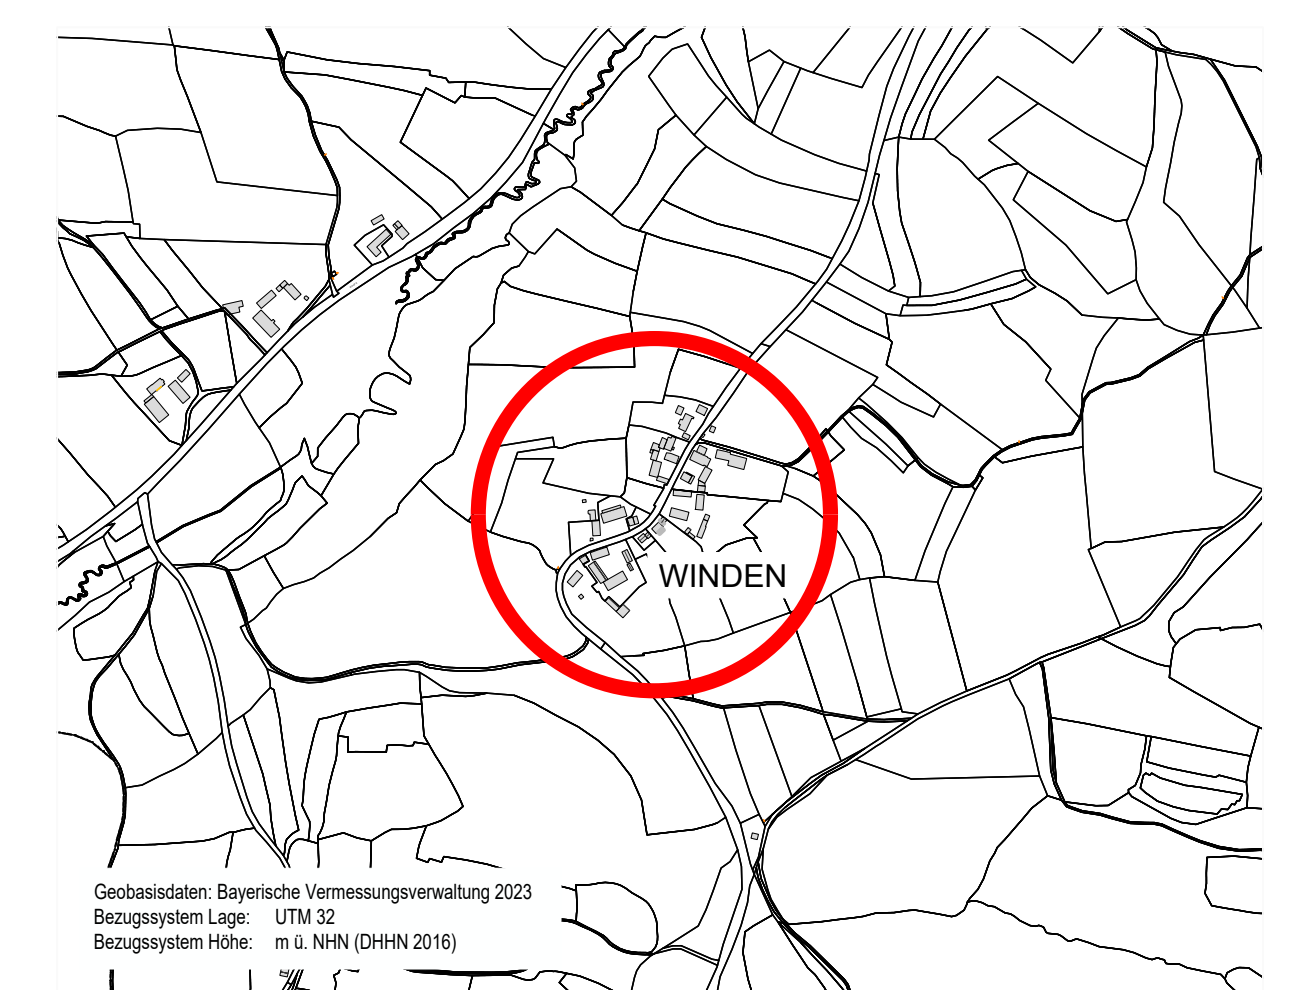 WINDEN
Geobasisdaten: Bayerische Vermessungsverwaltung 2023
Bezugssystem Lage: UTM 32
Bezugssystem Höhe: m ü. NHN (DHHN 2016)